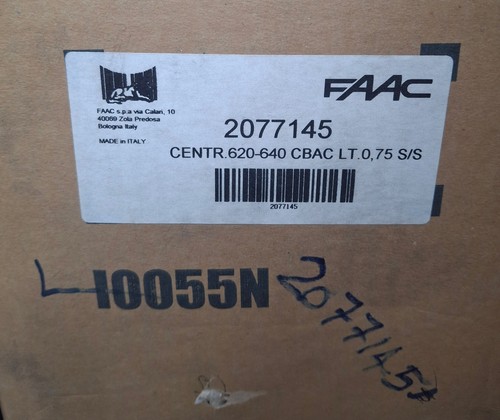 FAAC
FAAC s.p.a via Calari, 10
40069 Zola Predosa
Bologna Italy
MADE in ITALY
2077145
CENTR.620-640 CBAC LT.0,75 S/S
2077145
L-10055N
2077145